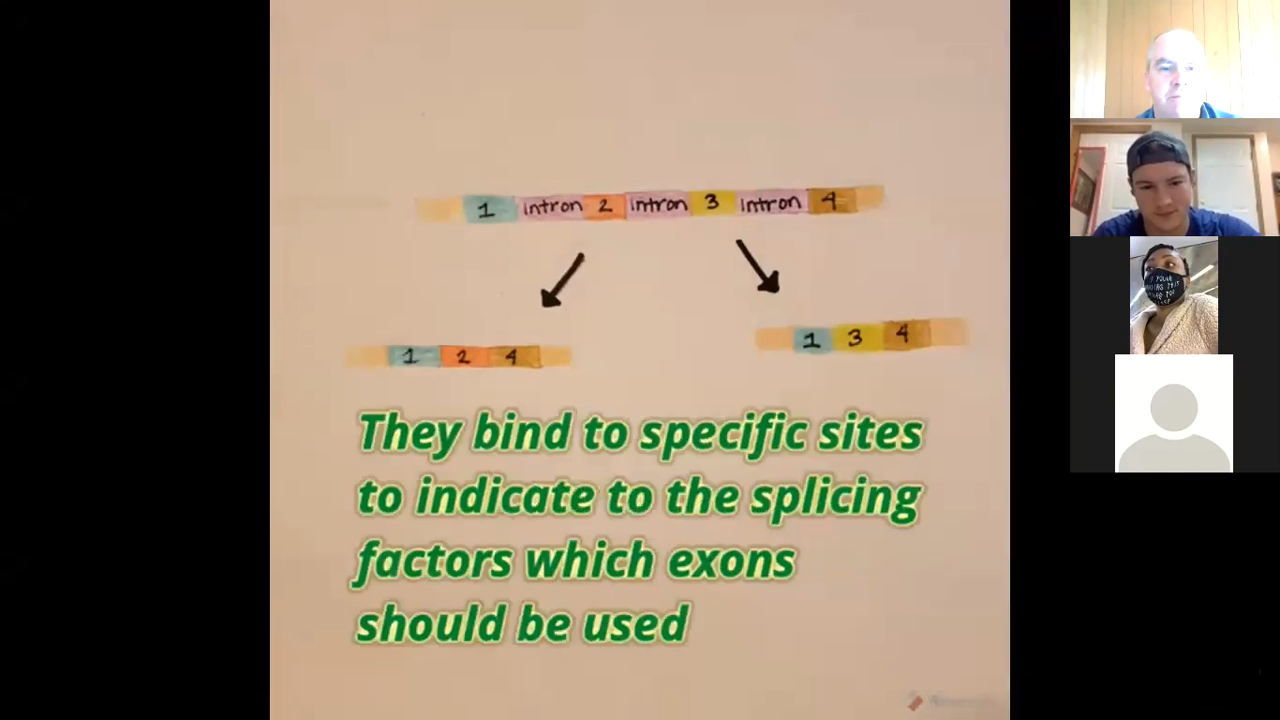 1 intron 2 intron 3 intron 4
1 2 4
1 3 4
They bind to specific sites
to indicate to the splicing
factors which exons
should be used